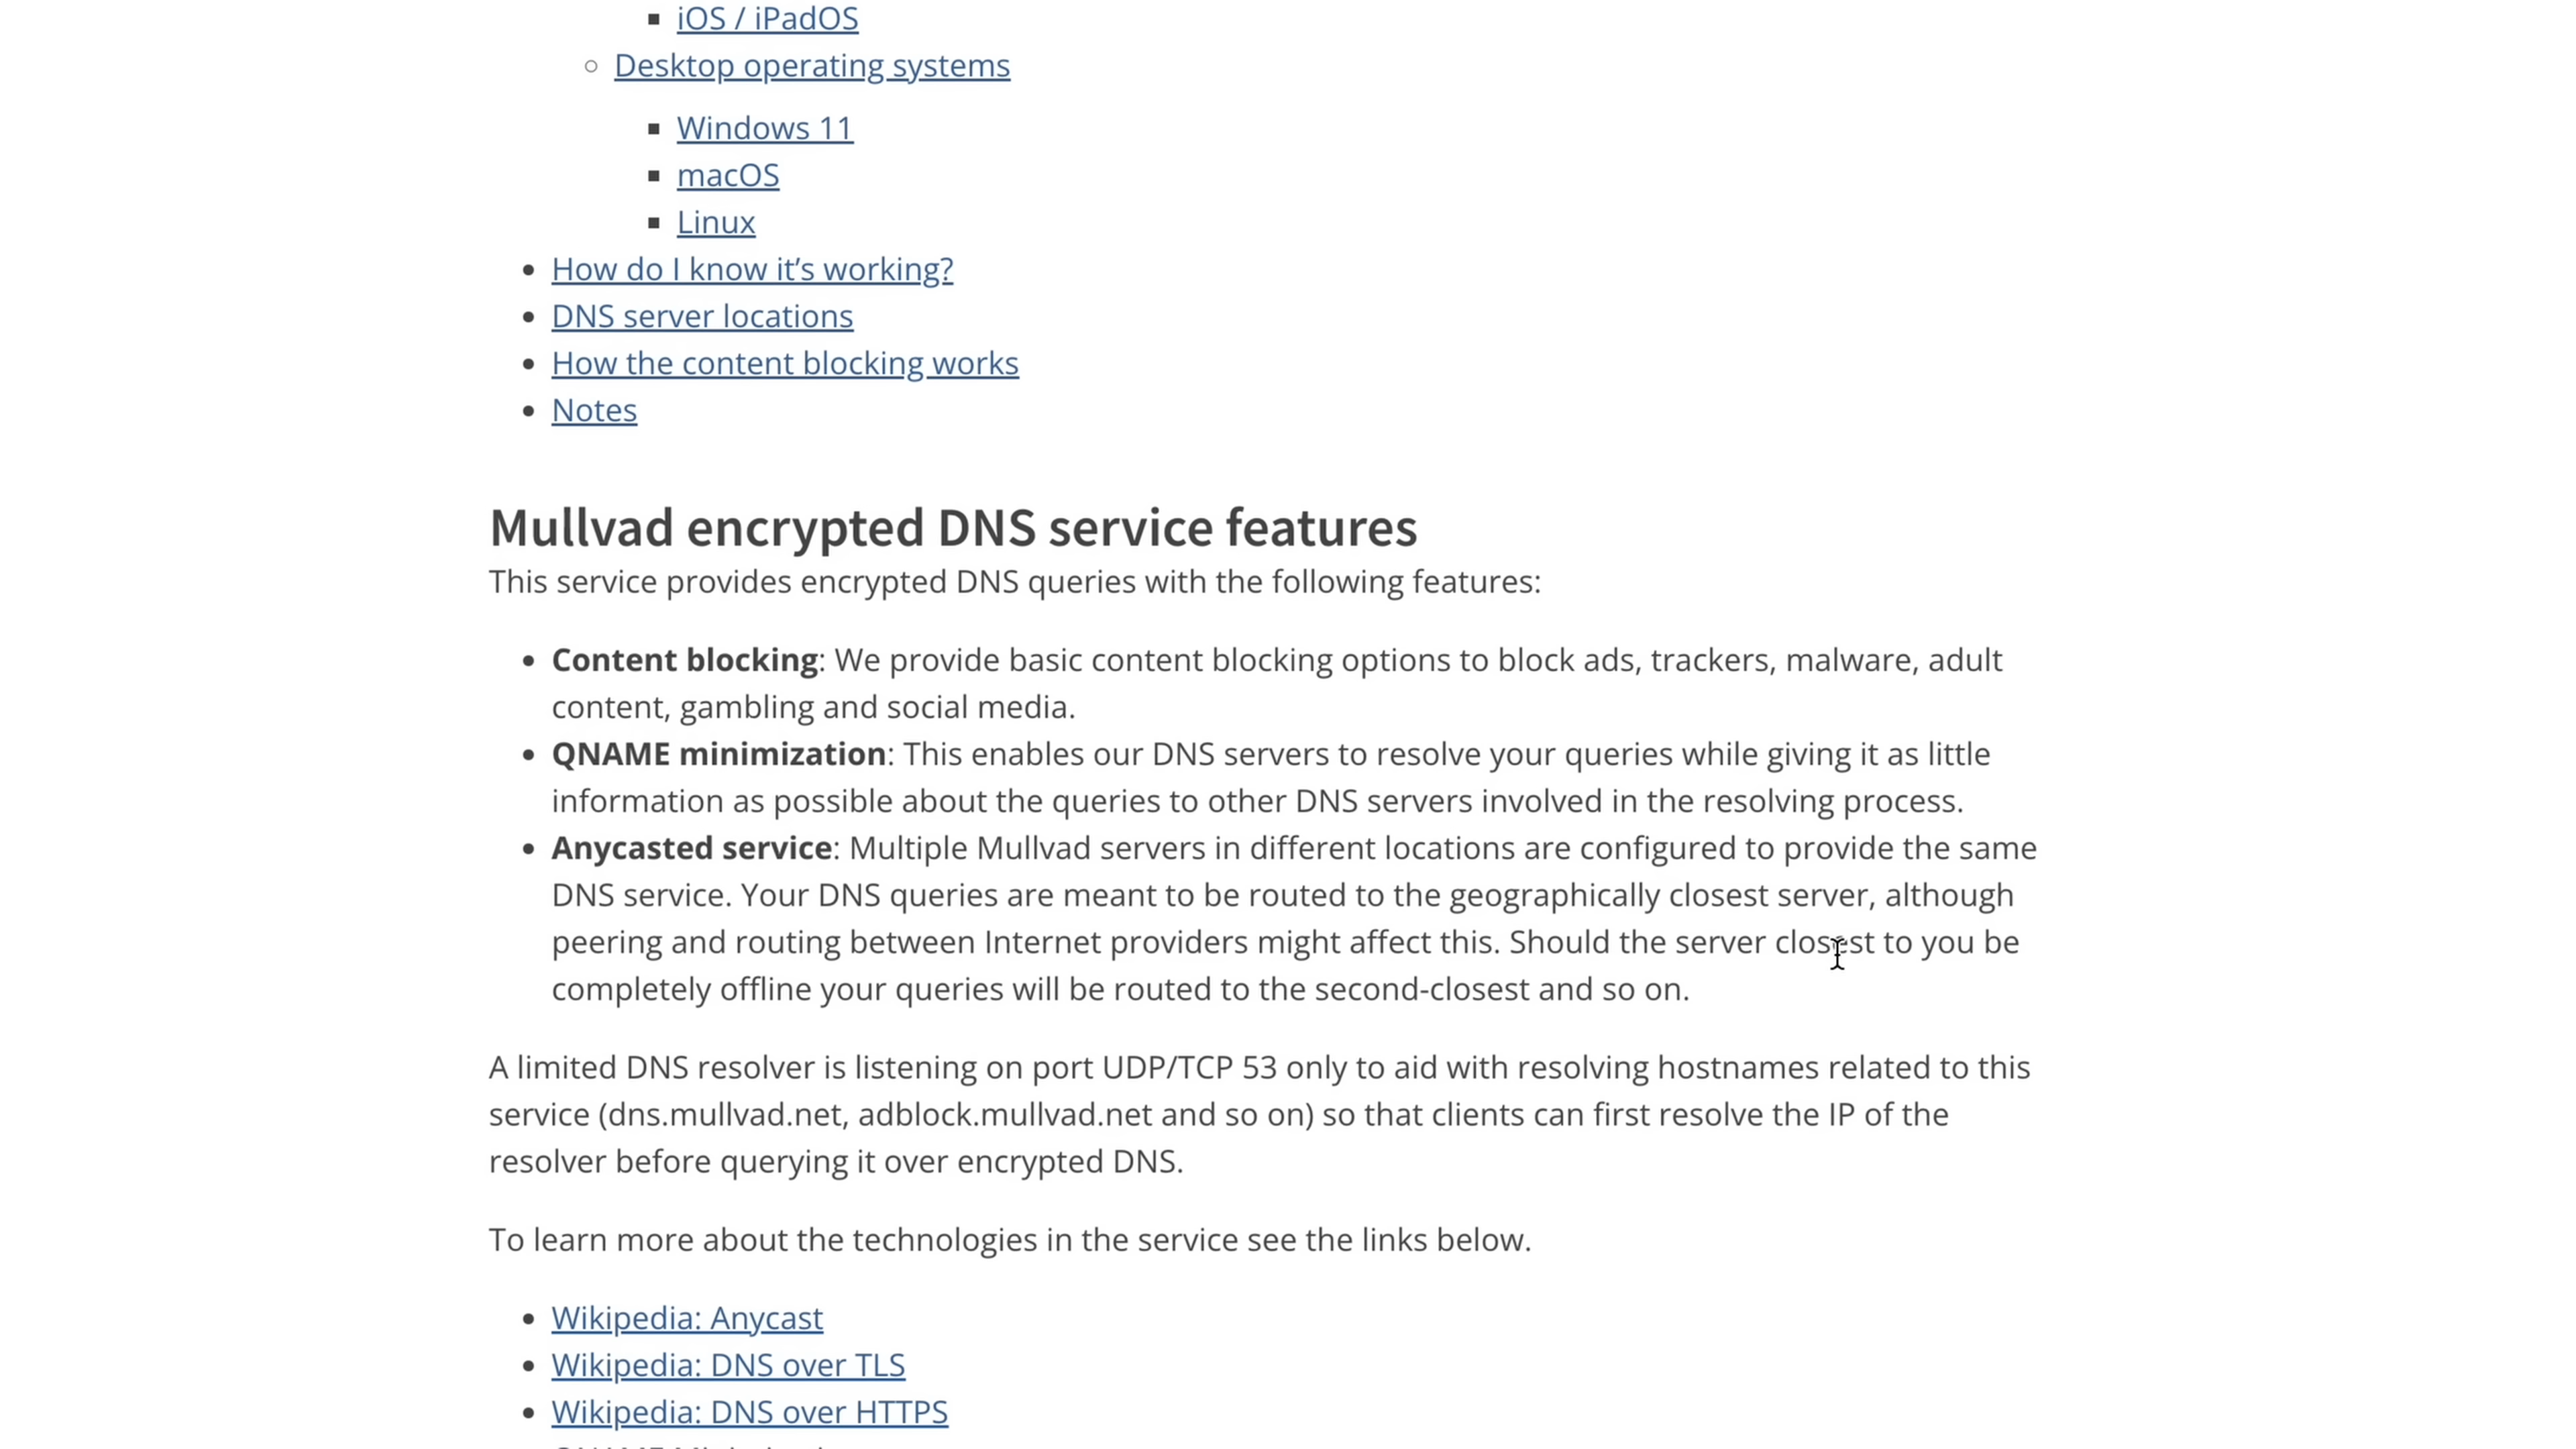 iOS / iPadOS
Desktop operating systems
Windows 11
macOS
Linux
How do I know it’s working?
DNS server locations
How the content blocking works
Notes
Mullvad encrypted DNS service features
This service provides encrypted DNS queries with the following features:
Content blocking: We provide basic content blocking options to block ads, trackers, malware, adult
content, gambling and social media.
QNAME minimization: This enables our DNS servers to resolve your queries while giving it as little
information as possible about the queries to other DNS servers involved in the resolving process.
Anycasted service: Multiple Mullvad servers in different locations are configured to provide the same
DNS service. Your DNS queries are meant to be routed to the geographically closest server, although
peering and routing between Internet providers might affect this. Should the server closest to you be
completely offline your queries will be routed to the second-closest and so on.
A limited DNS resolver is listening on port UDP/TCP 53 only to aid with resolving hostnames related to this
service (dns.mullvad.net, adblock.mullvad.net and so on) so that clients can first resolve the IP of the
resolver before querying it over encrypted DNS.
To learn more about the technologies in the service see the links below.
Wikipedia: Anycast
Wikipedia: DNS over TLS
Wikipedia: DNS over HTTPS